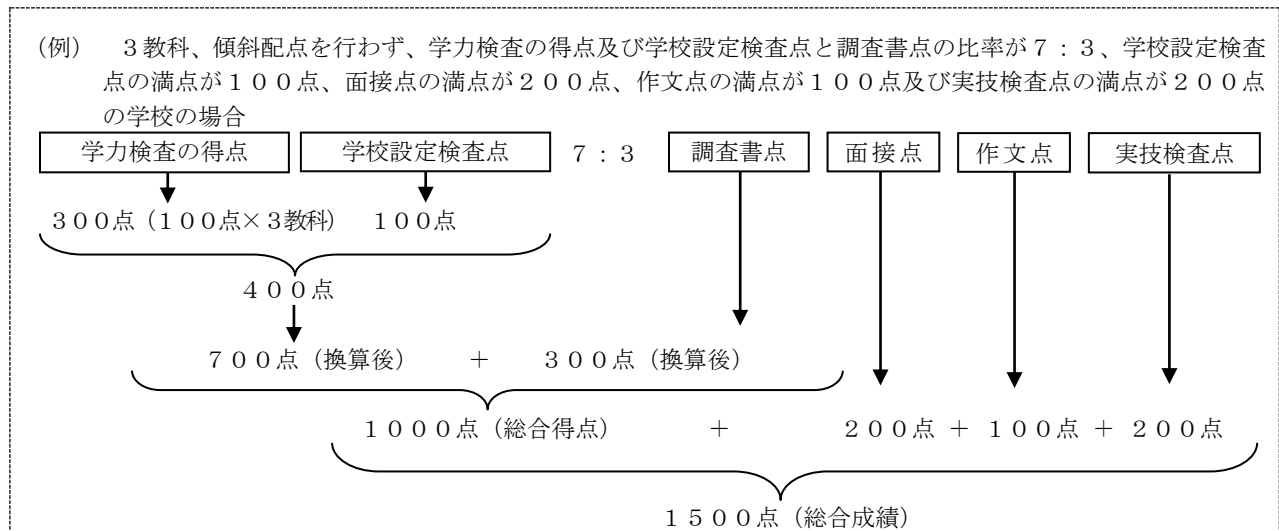 （例）　３教科、傾斜配点を行わず、学力検査の得点及び学校設定検査点と調査書点の比率が７：３、学校設定検査
点の満点が１００点、面接点の満点が２００点、作文点の満点が１００点及び実技検査点の満点が２００点
の学校の場合
学力検査の得点　学校設定検査点　７：３　調査書点　面接点　作文点　実技検査点
３００点（１００点×３教科）　１００点
４００点
７００点（換算後）　＋　３００点（換算後）
１０００点（総合得点）　＋　２００点 ＋ １００点 ＋ ２００点
１５００点（総合成績）